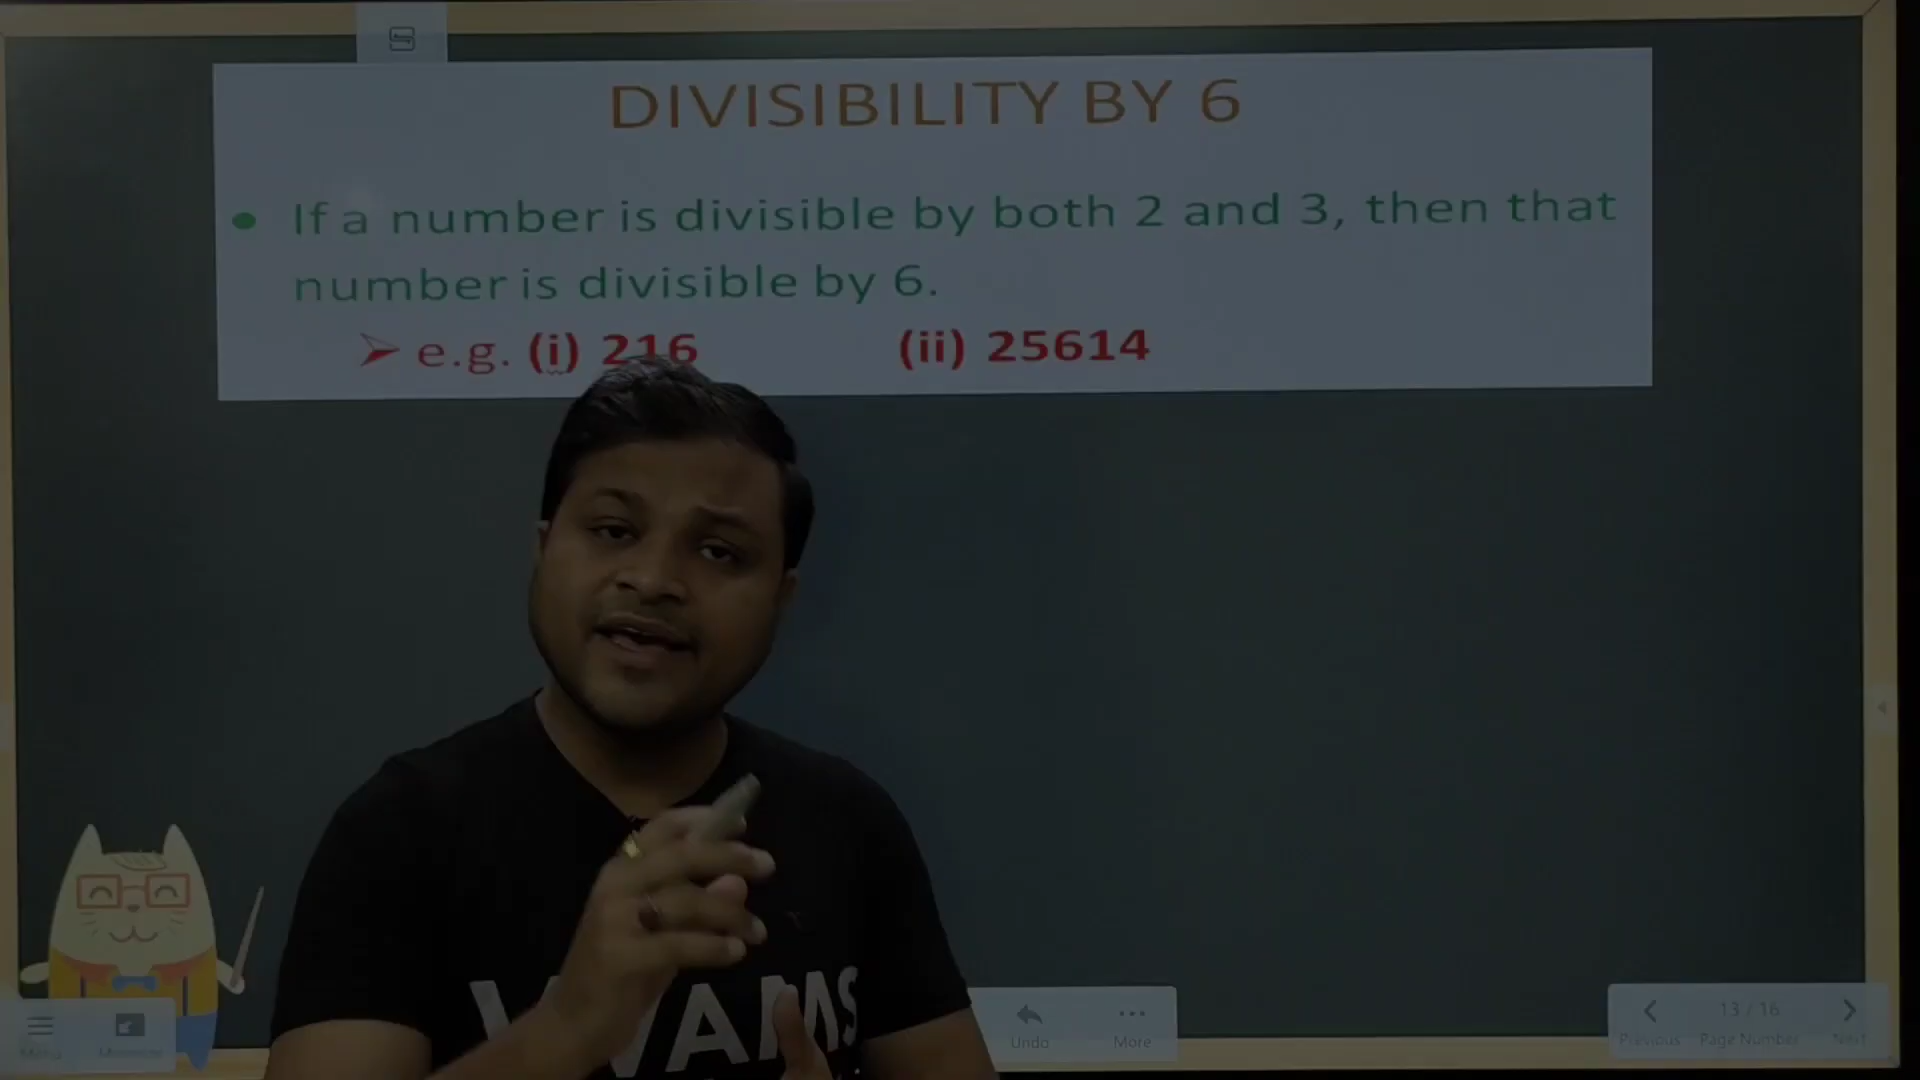 DIVISIBILITY BY 6
• If a number is divisible by both 2 and 3, then that
number is divisible by 6.
➢ e.g. (i) 216 (ii) 25614
Undo
More
13 / 16
Previous
Page Number
Next